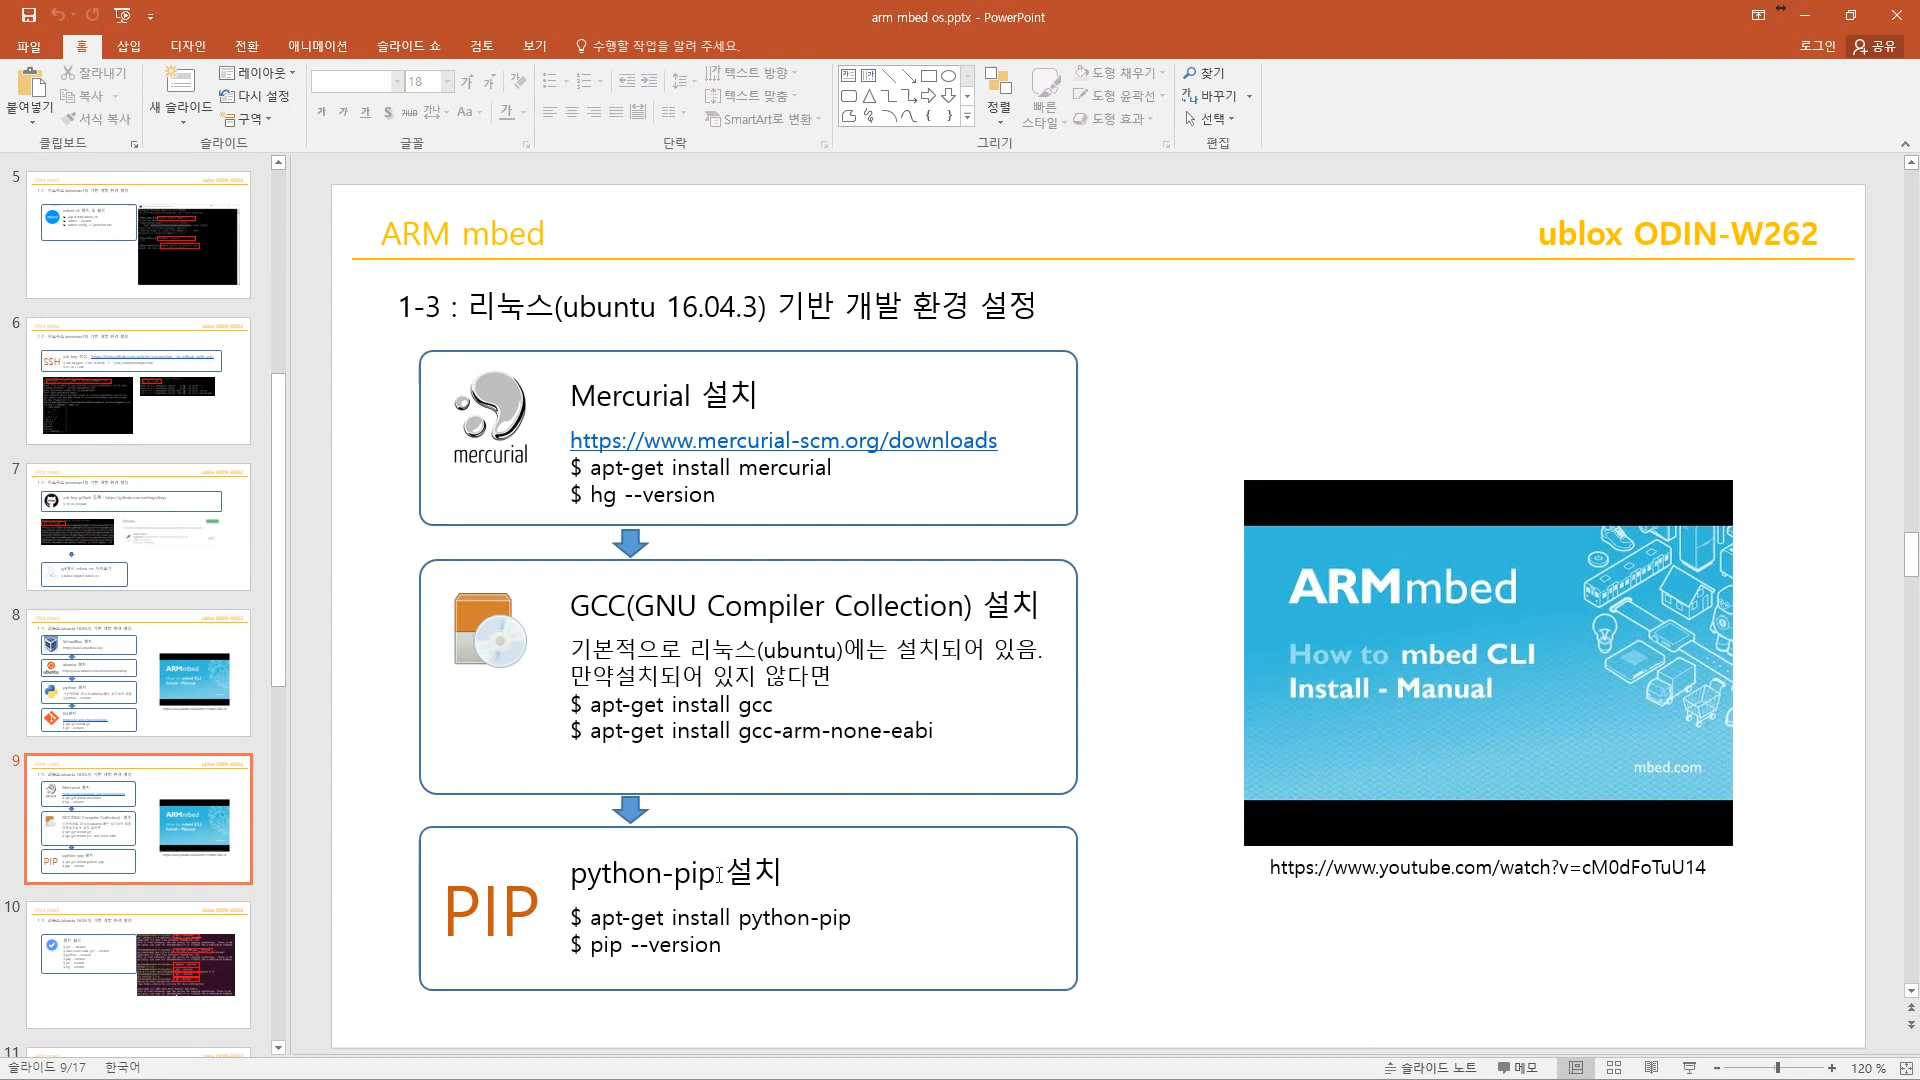 arm mbed os.pptx - PowerPoint
파일 홈 삽입 디자인 전환 애니메이션 슬라이드 쇼 검토 보기 수행할 작업을 알려 주세요. 로그인 공유
붙여넣기 잘라내기 복사 서식 복사 클립보드
새 슬라이드 레이아웃 다시 설정 구역 슬라이드
18
글꼴
텍스트 방향 텍스트 맞춤 SmartArt로 변환 단락
정렬 빠른 스타일 도형 채우기 도형 윤곽선 도형 효과 그리기
찾기 바꾸기 선택 편집
5
6
7
8
9
10
11
ARM mbed
ublox ODIN-W262
1-3 : 리눅스(ubuntu 16.04.3) 기반 개발 환경 설정
mercurial
Mercurial 설치
https://www.mercurial-scm.org/downloads
$ apt-get install mercurial
$ hg --version
GCC(GNU Compiler Collection) 설치
기본적으로 리눅스(ubuntu)에는 설치되어 있음.
만약설치되어 있지 않다면
$ apt-get install gcc
$ apt-get install gcc-arm-none-eabi
PIP
python-pip 설치
$ apt-get install python-pip
$ pip --version
ARMmbed
How to mbed CLI
Install - Manual
mbed.com
https://www.youtube.com/watch?v=cM0dFoTuU14
슬라이드 9/17 한국어 슬라이드 노트 메모 120 %